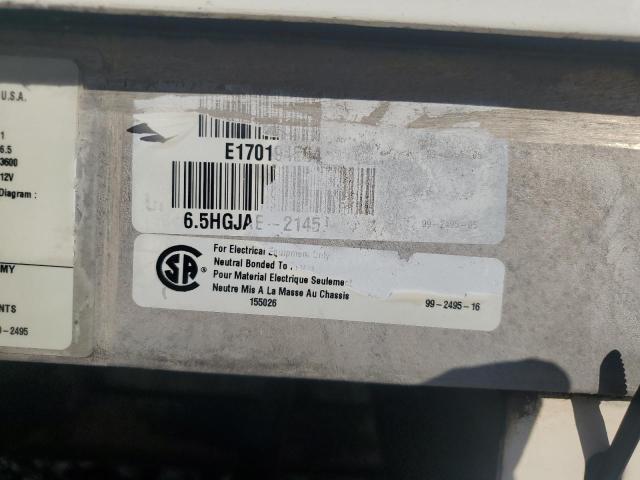 U.S.A.
1
6.5
3600
12V
Diagram :
MY
NTS
-2495
6.5HGJAE-2145
99-2495-05
CSA
For Electrical Equipment Only
Neutral Bonded To
Pour Material Electrique Seulement
Neutre Mis A La Masse Au Chassis
155026
99-2495-16